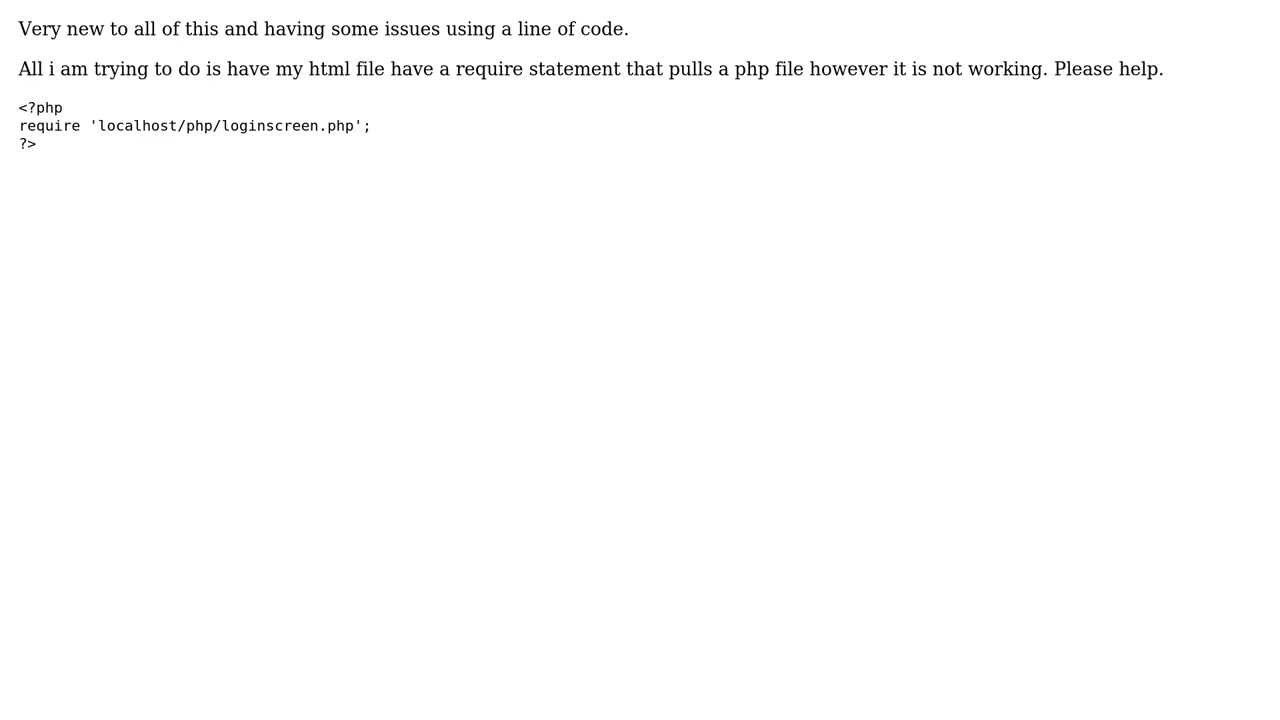 Very new to all of this and having some issues using a line of code.
All i am trying to do is have my html file have a require statement that pulls a php file however it is not working. Please help.
<?php
require 'localhost/php/loginscreen.php';
?>